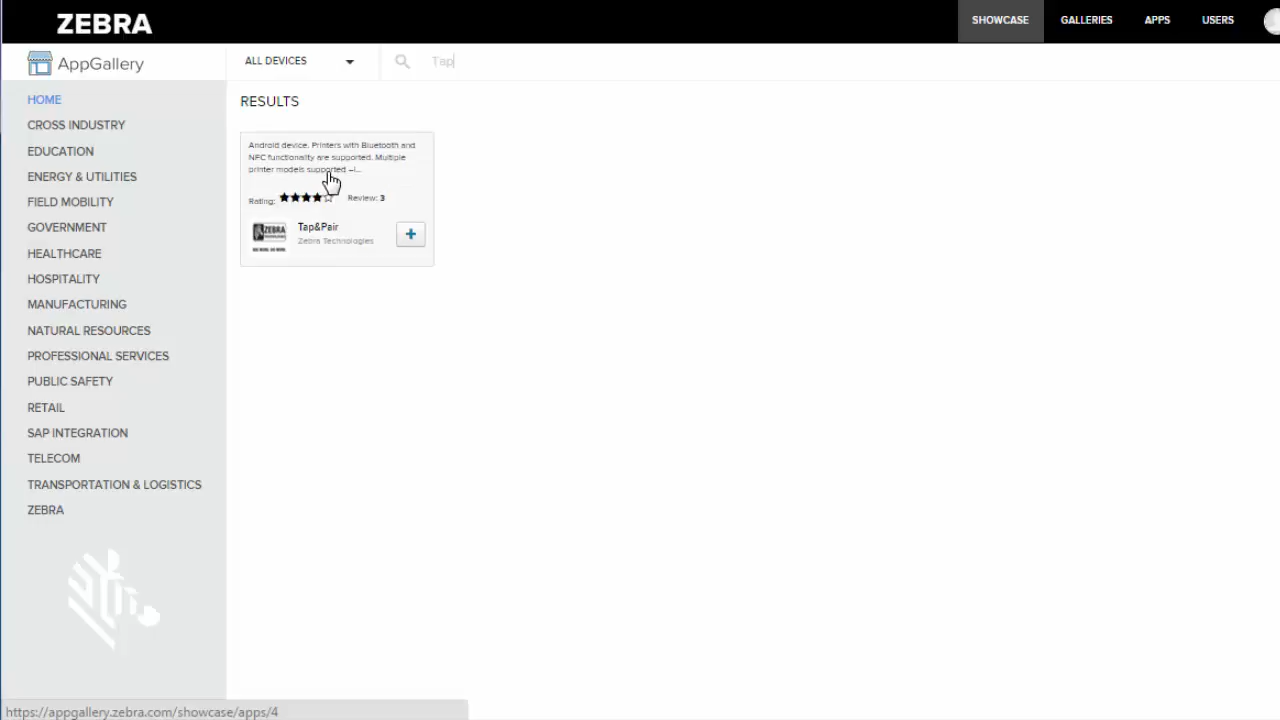 ZEBRA
SHOWCASE
GALLERIES
APPS
USERS
AppGallery
ALL DEVICES
Tap
HOME
CROSS INDUSTRY
EDUCATION
ENERGY & UTILITIES
FIELD MOBILITY
GOVERNMENT
HEALTHCARE
HOSPITALITY
MANUFACTURING
NATURAL RESOURCES
PROFESSIONAL SERVICES
PUBLIC SAFETY
RETAIL
SAP INTEGRATION
TELECOM
TRANSPORTATION & LOGISTICS
ZEBRA
RESULTS
Android device. Printers with Bluetooth and
NFC functionality are supported. Multiple
printer models supported –I...
Rating:
Review: 3
ZEBRA
Tap&Pair
Zebra Technologies
+
https://appgallery.zebra.com/showcase/apps/4